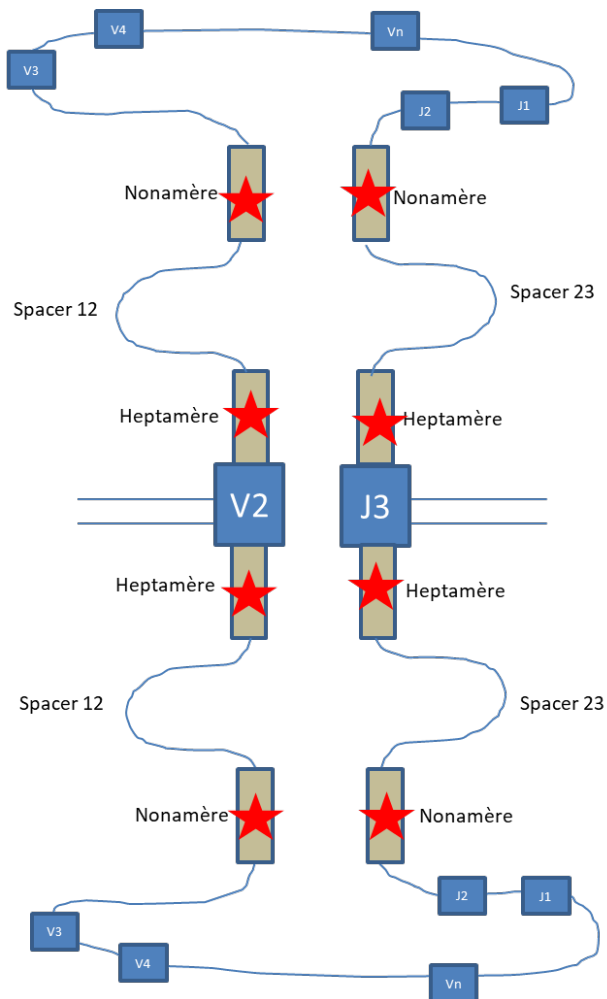 V4
Vn
V3
J2
J1
Nonamère
Nonamère
Spacer 12
Spacer 23
Heptamère
Heptamère
V2
J3
Heptamère
Heptamère
Spacer 12
Spacer 23
Nonamère
Nonamère
J2
J1
V3
V4
Vn